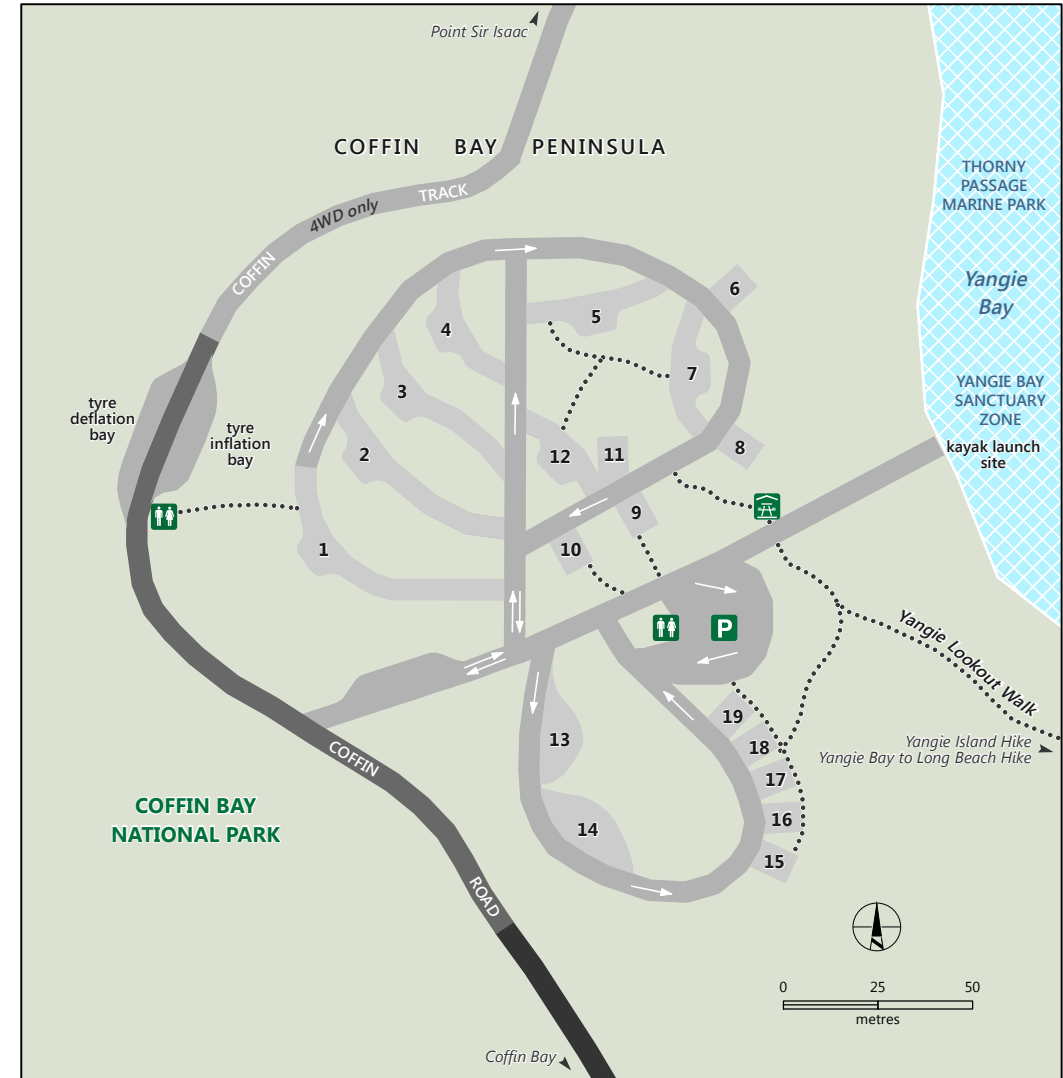 Point Sir Isaac
COFFIN BAY PENINSULA
THORNY
PASSAGE
MARINE PARK
TRACK
4WD only
COFFIN
Yangie
Bay
6
5
4
7
YANGIE BAY
SANCTUARY
ZONE
3
tyre
deflation
bay
tyre
inflation
bay
kayak launch
site
8
2
12
11
9
1
10
P
Yangie Lookout Walk
19
18
13
Yangie Island Hike
Yangie Bay to Long Beach Hike
COFFIN
17
COFFIN BAY
NATIONAL PARK
14
16
15
ROAD
0 25 50
metres
Coffin Bay